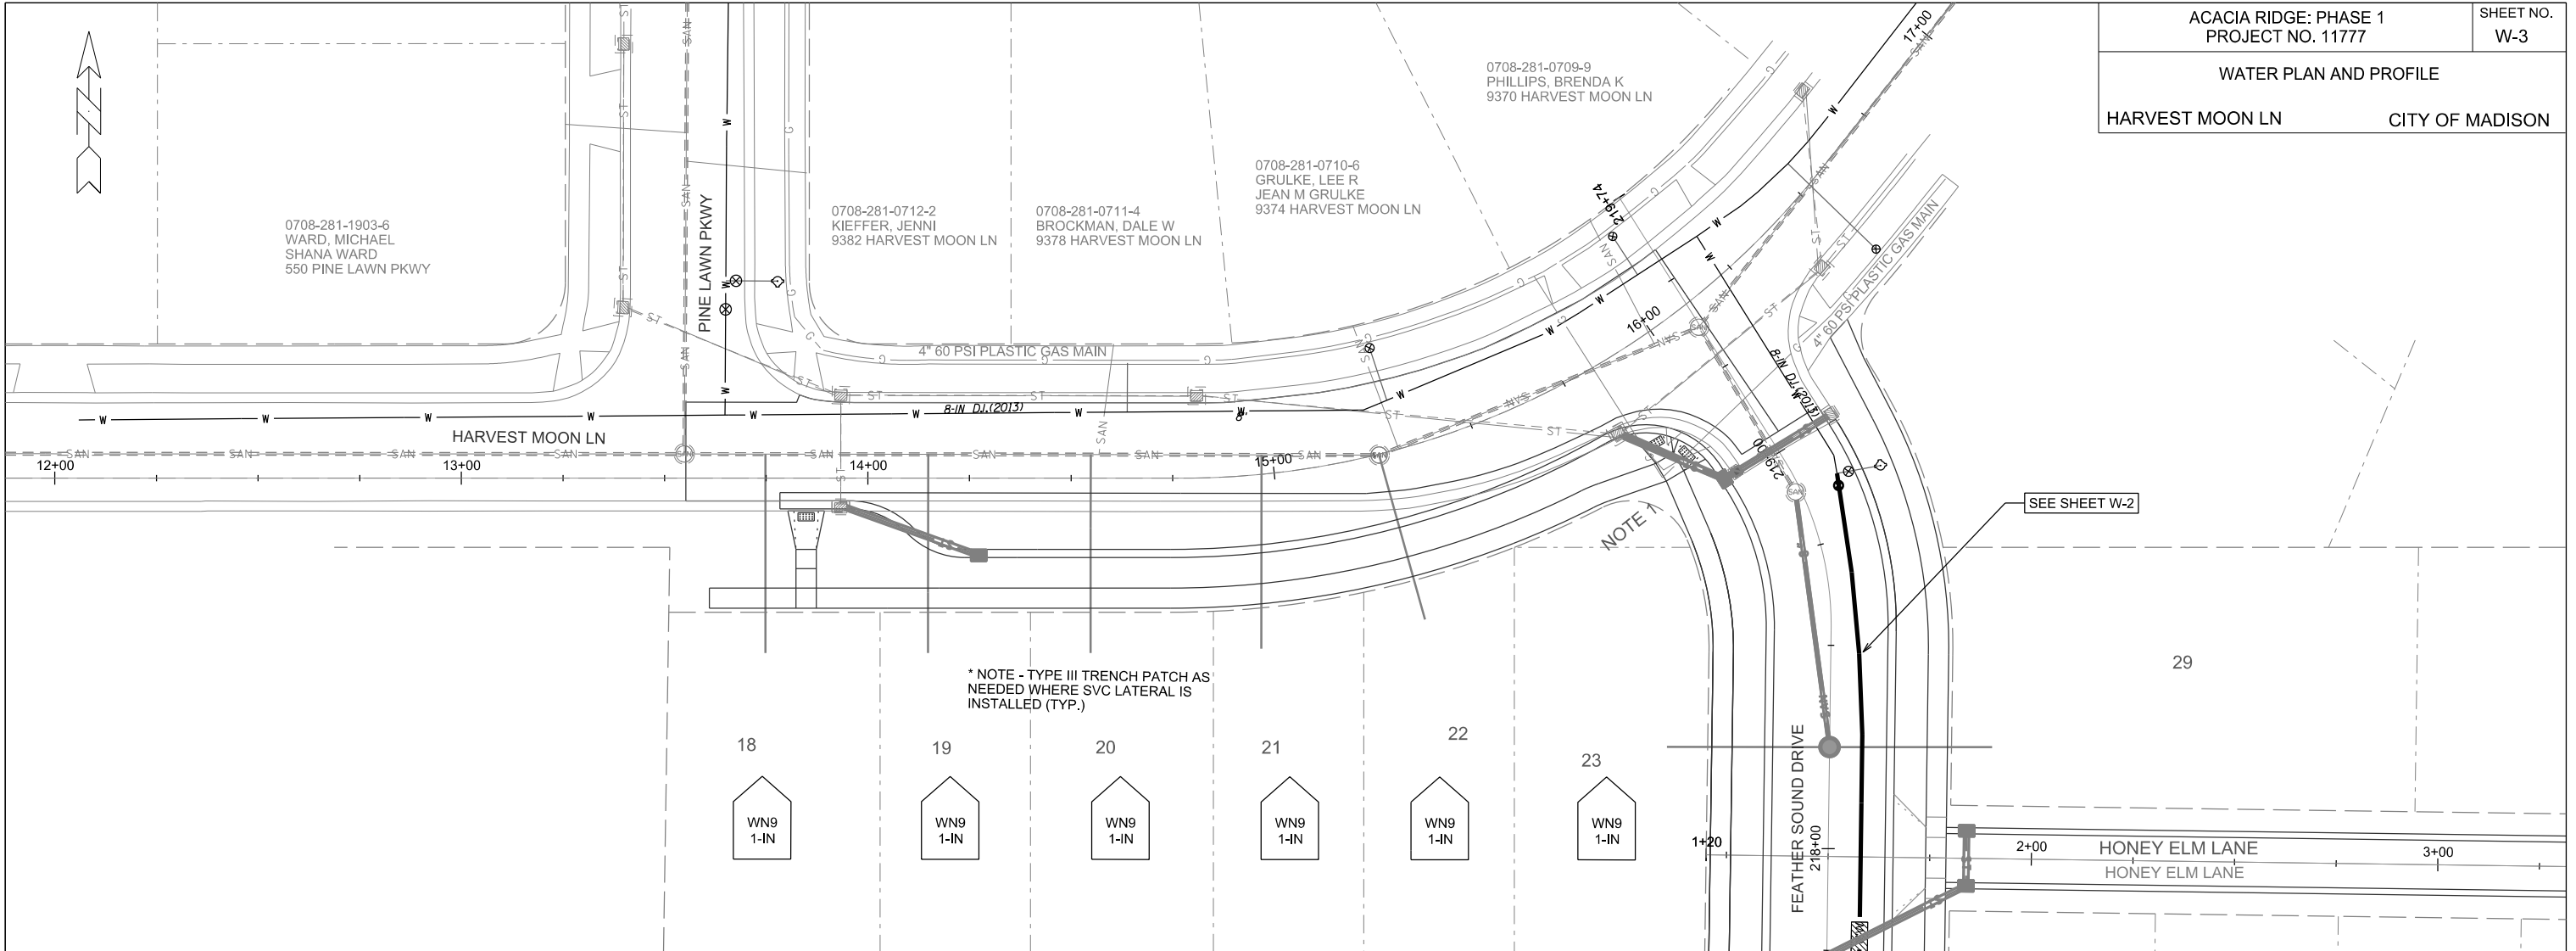 ACACIA RIDGE: PHASE 1
PROJECT NO. 11777
SHEET NO.
W-3
WATER PLAN AND PROFILE
HARVEST MOON LN
CITY OF MADISON
17+00
0708-281-0709-9
PHILLIPS, BRENDA K
9370 HARVEST MOON LN
0708-281-0710-6
GRULKE, LEE R
JEAN M GRULKE
9374 HARVEST MOON LN
0708-281-1903-6
WARD, MICHAEL
SHANA WARD
550 PINE LAWN PKWY
0708-281-0712-2
KIEFFER, JENNI
9382 HARVEST MOON LN
0708-281-0711-4
BROCKMAN, DALE W
9378 HARVEST MOON LN
PINE LAWN PKWY
219+74
4" 60 PSI PLASTIC GAS MAIN
16+00
4" 60 PSI PLASTIC GAS MAIN
8-IN D.I.(2013)
8-IN D.I.(2013)
8"
HARVEST MOON LN
12+00
13+00
14+00
15+00
219+00
SAN
ST
W
G
SEE SHEET W-2
NOTE 1
* NOTE - TYPE III TRENCH PATCH AS
NEEDED WHERE SVC LATERAL IS
INSTALLED (TYP.)
18
19
20
21
22
23
29
WN9
1-IN
WN9
1-IN
WN9
1-IN
WN9
1-IN
WN9
1-IN
WN9
1-IN
FEATHER SOUND DRIVE
218+00
1+20
2+00
HONEY ELM LANE
3+00
HONEY ELM LANE